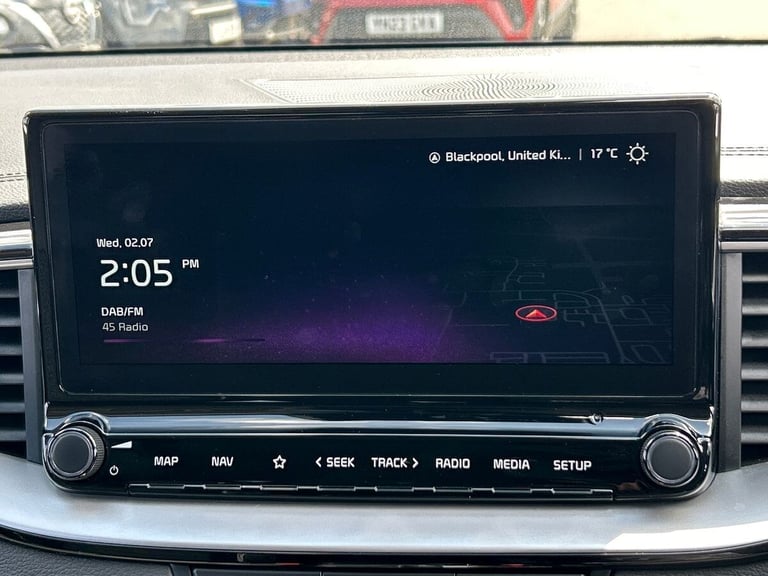 Blackpool, United Ki... | 17 °C
Wed, 02.07
2:05 PM
DAB/FM
45 Radio
MAP NAV ☆ < SEEK TRACK > RADIO MEDIA SETUP